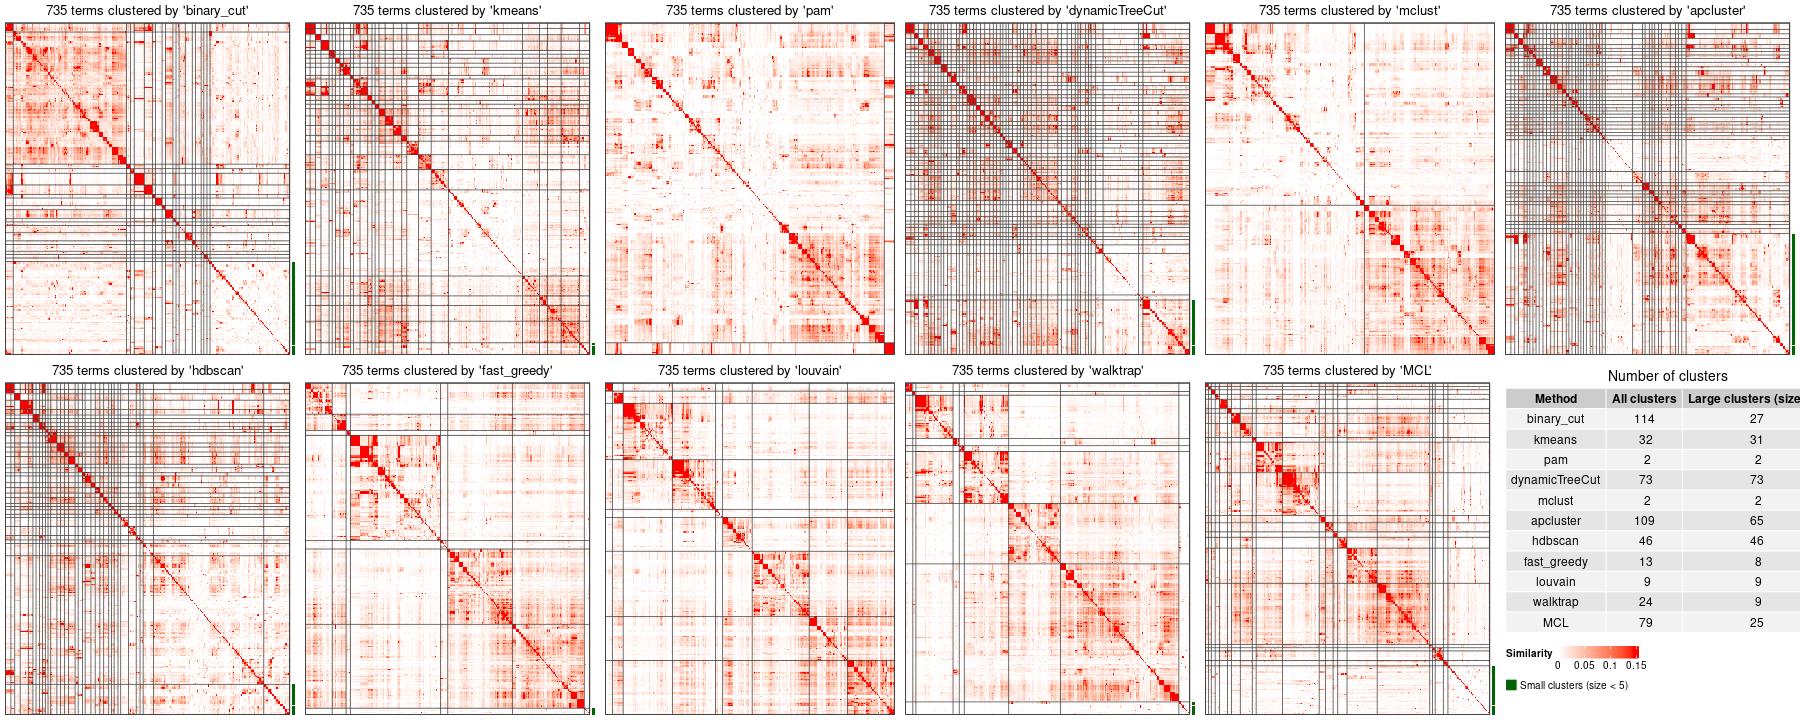 735 terms clustered by 'binary_cut'
735 terms clustered by 'kmeans'
735 terms clustered by 'pam'
735 terms clustered by 'dynamicTreeCut'
735 terms clustered by 'mclust'
735 terms clustered by 'apcluster'
735 terms clustered by 'hdbscan'
735 terms clustered by 'fast_greedy'
735 terms clustered by 'louvain'
735 terms clustered by 'walktrap'
735 terms clustered by 'MCL'
Number of clusters
Method All clusters Large clusters (size
binary_cut 114 27
kmeans 32 31
pam 2 2
dynamicTreeCut 73 73
mclust 2 2
apcluster 109 65
hdbscan 46 46
fast_greedy 13 8
louvain 9 9
walktrap 24 9
MCL 79 25
Similarity
0 0.05 0.1 0.15
Small clusters (size < 5)